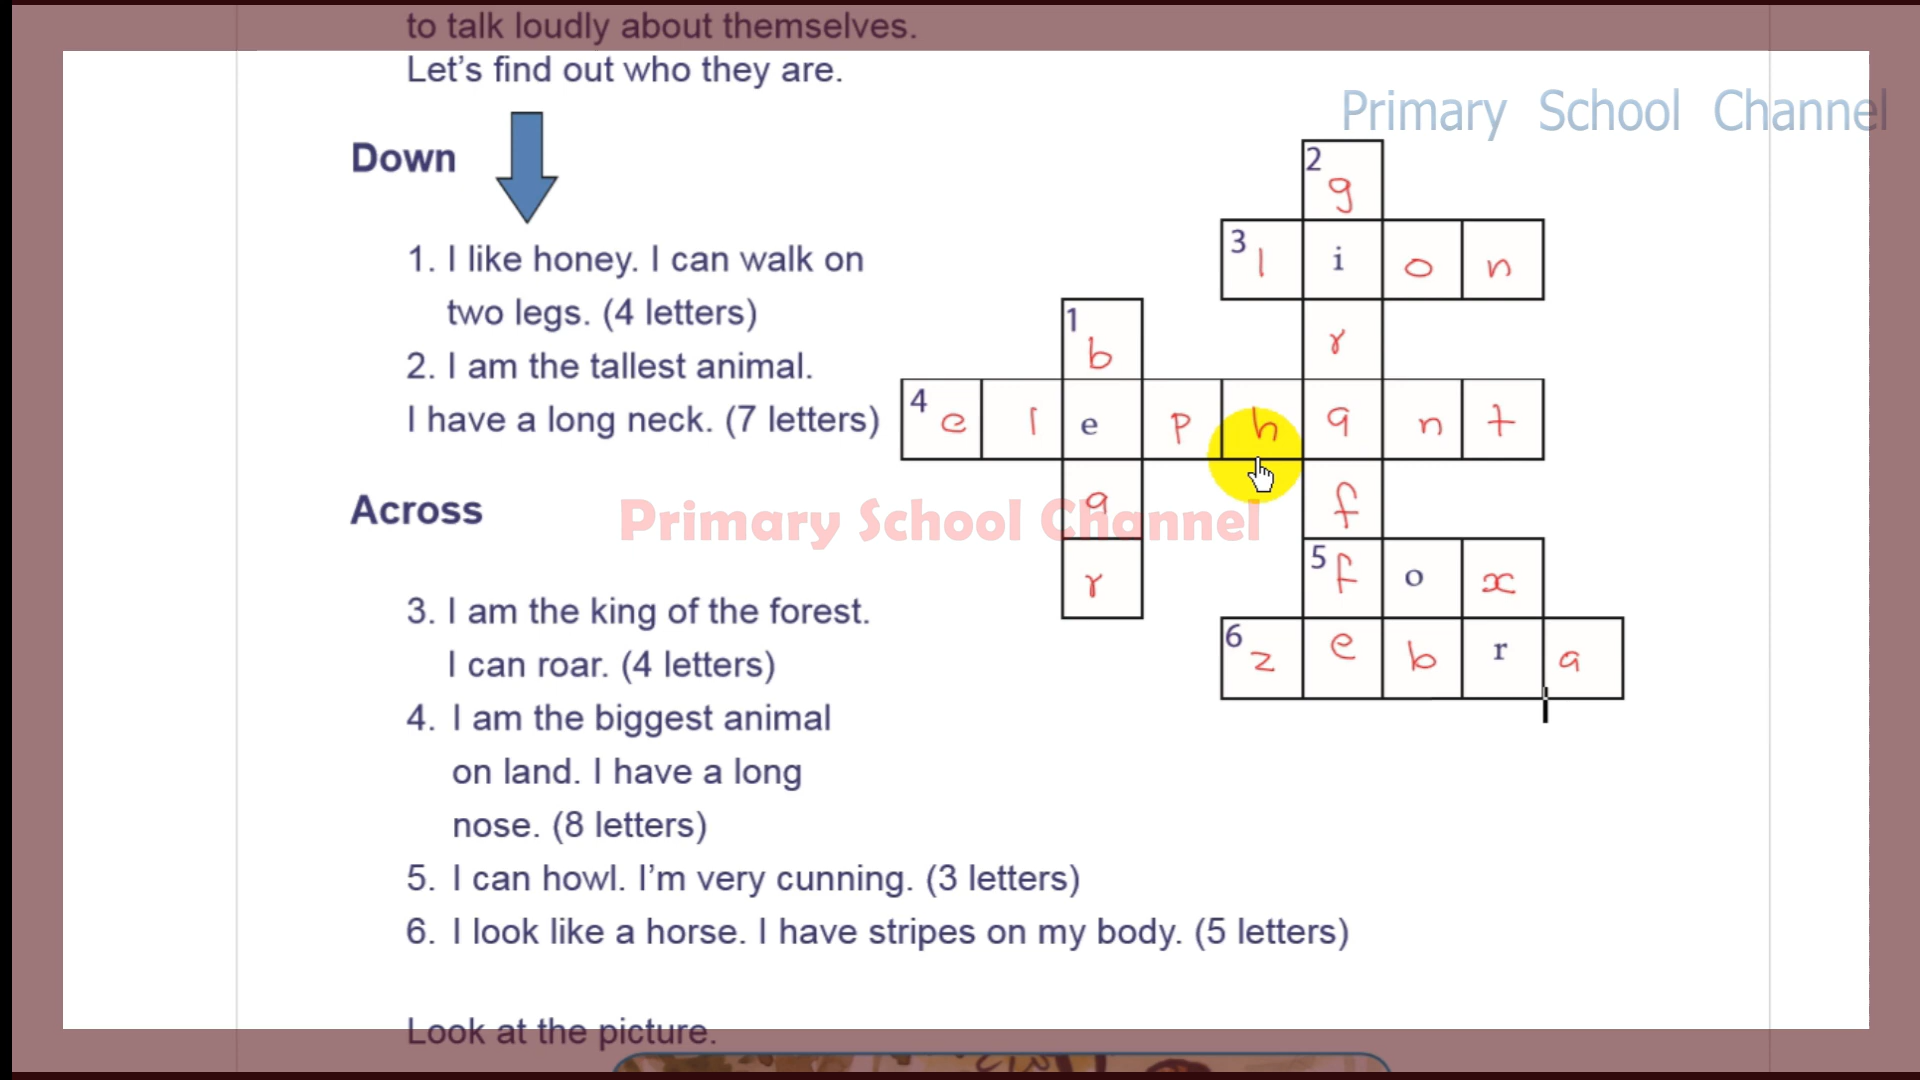 to talk loudly about themselves.
Let's find out who they are.
Primary School Channel
Down
1. I like honey. I can walk on
two legs. (4 letters)
2. I am the tallest animal.
I have a long neck. (7 letters)
2 g
3 l i o n
1 b
r
4 e l e p h a n t
a
f
r
5 f o x
6 z e b r a
Primary School Channel
Across
3. I am the king of the forest.
I can roar. (4 letters)
4. I am the biggest animal
on land. I have a long
nose. (8 letters)
5. I can howl. I'm very cunning. (3 letters)
6. I look like a horse. I have stripes on my body. (5 letters)
Look at the picture.